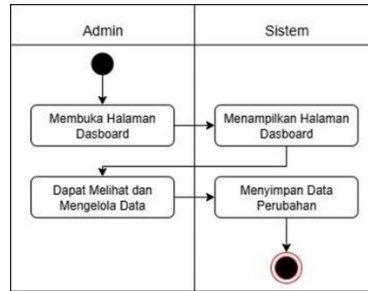 Admin
Sistem
Membuka Halaman
Dasboard
Menampilkan Halaman
Dasboard
Dapat Melihat dan
Mengelola Data
Menyimpan Data
Perubahan